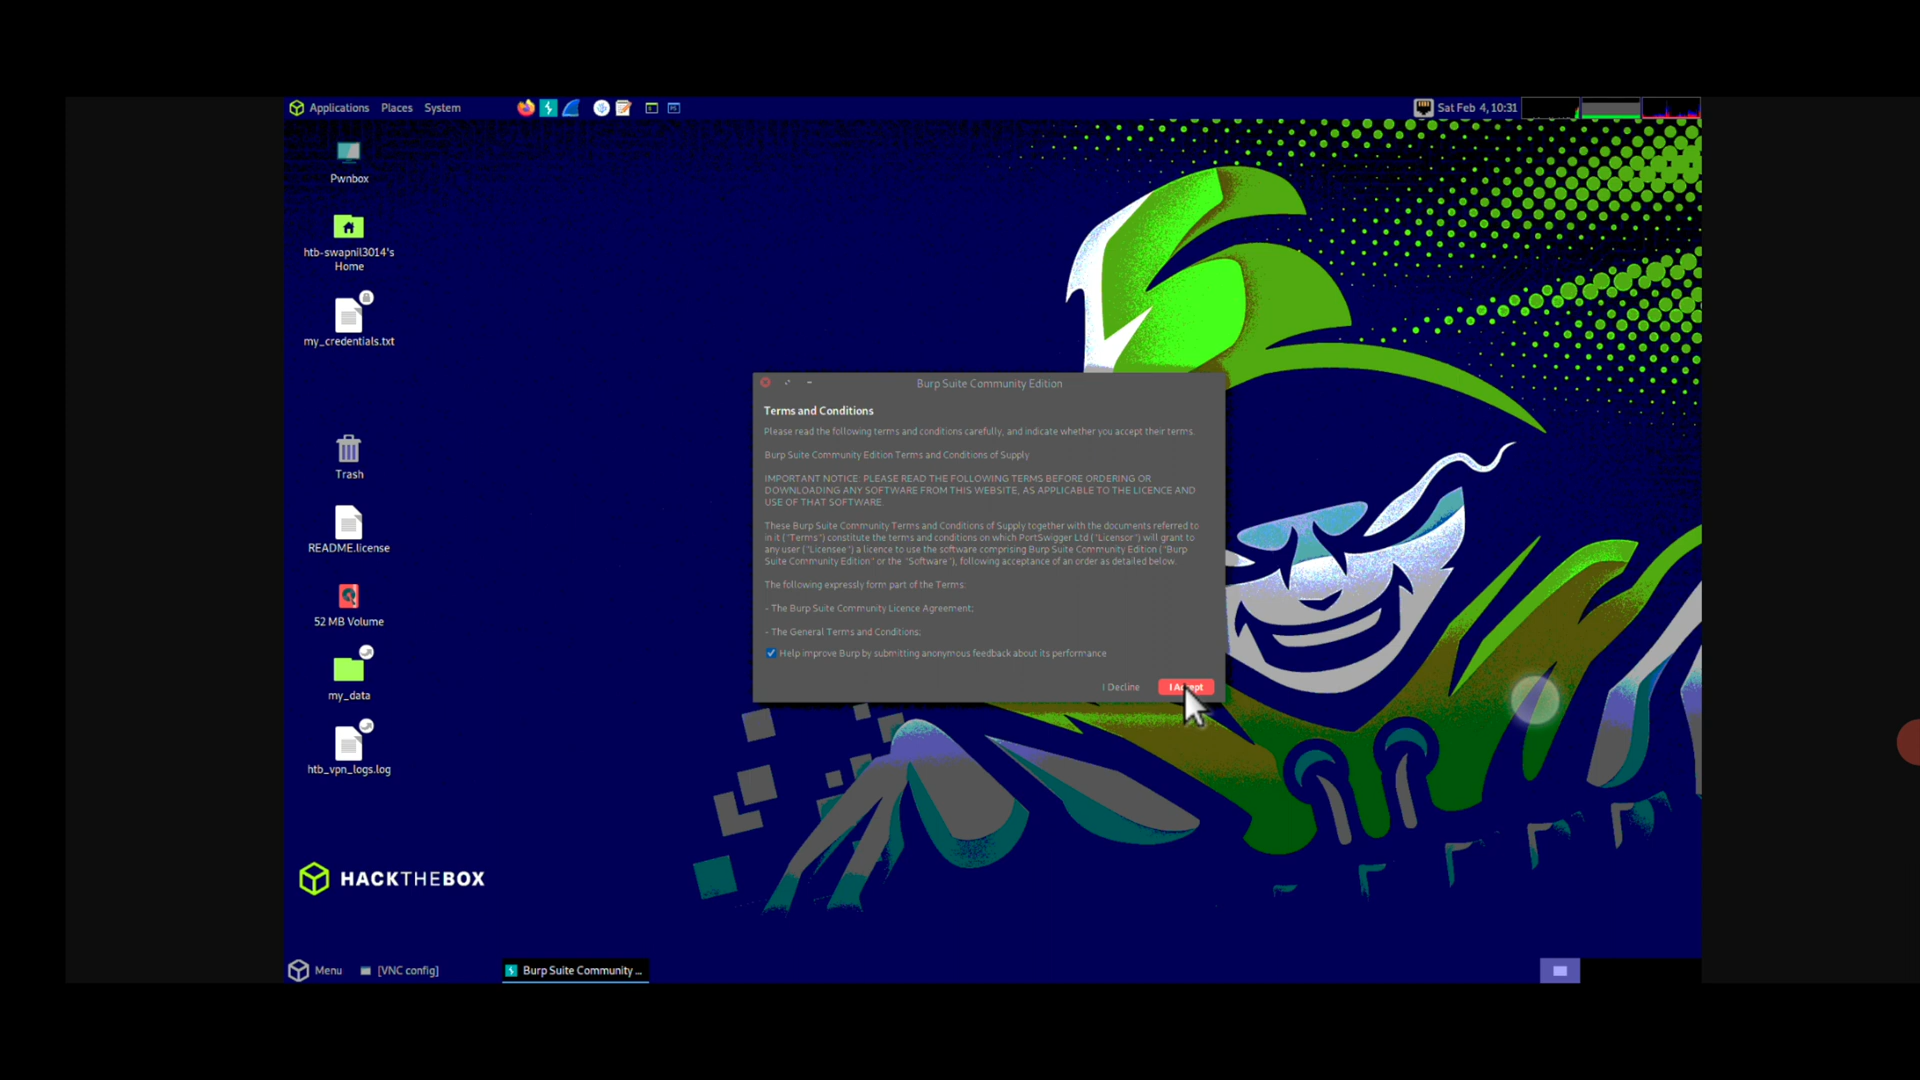 Applications Places System
Sat Feb 4, 10:31
Pwnbox
htb-swapnil3014's
Home
my_credentials.txt
Trash
README.license
52 MB Volume
my_data
htb_vpn_logs.log
Burp Suite Community Edition
Terms and Conditions
Please read the following terms and conditions carefully, and indicate whether you accept their terms.
Burp Suite Community Edition Terms and Conditions of Supply
IMPORTANT NOTICE: PLEASE READ THE FOLLOWING TERMS BEFORE ORDERING OR
DOWNLOADING ANY SOFTWARE FROM THIS WEBSITE, AS APPLICABLE TO THE LICENCE AND
USE OF THAT SOFTWARE.
These Burp Suite Community Terms and Conditions of Supply together with the documents referred to
in it ("Terms") constitute the terms and conditions on which PortSwigger Ltd ("Licensor") will grant to
any user ("Licensee") a licence to use the software comprising Burp Suite Community Edition ("Burp
Suite Community Edition" or the "Software"), following acceptance of an order as detailed below.
The following expressly form part of the Terms:
- The Burp Suite Community Licence Agreement;
- The General Terms and Conditions;
Help improve Burp by submitting anonymous feedback about its performance
I Decline
I Accept
HACKTHEBOX
Menu [VNC config] Burp Suite Community ...